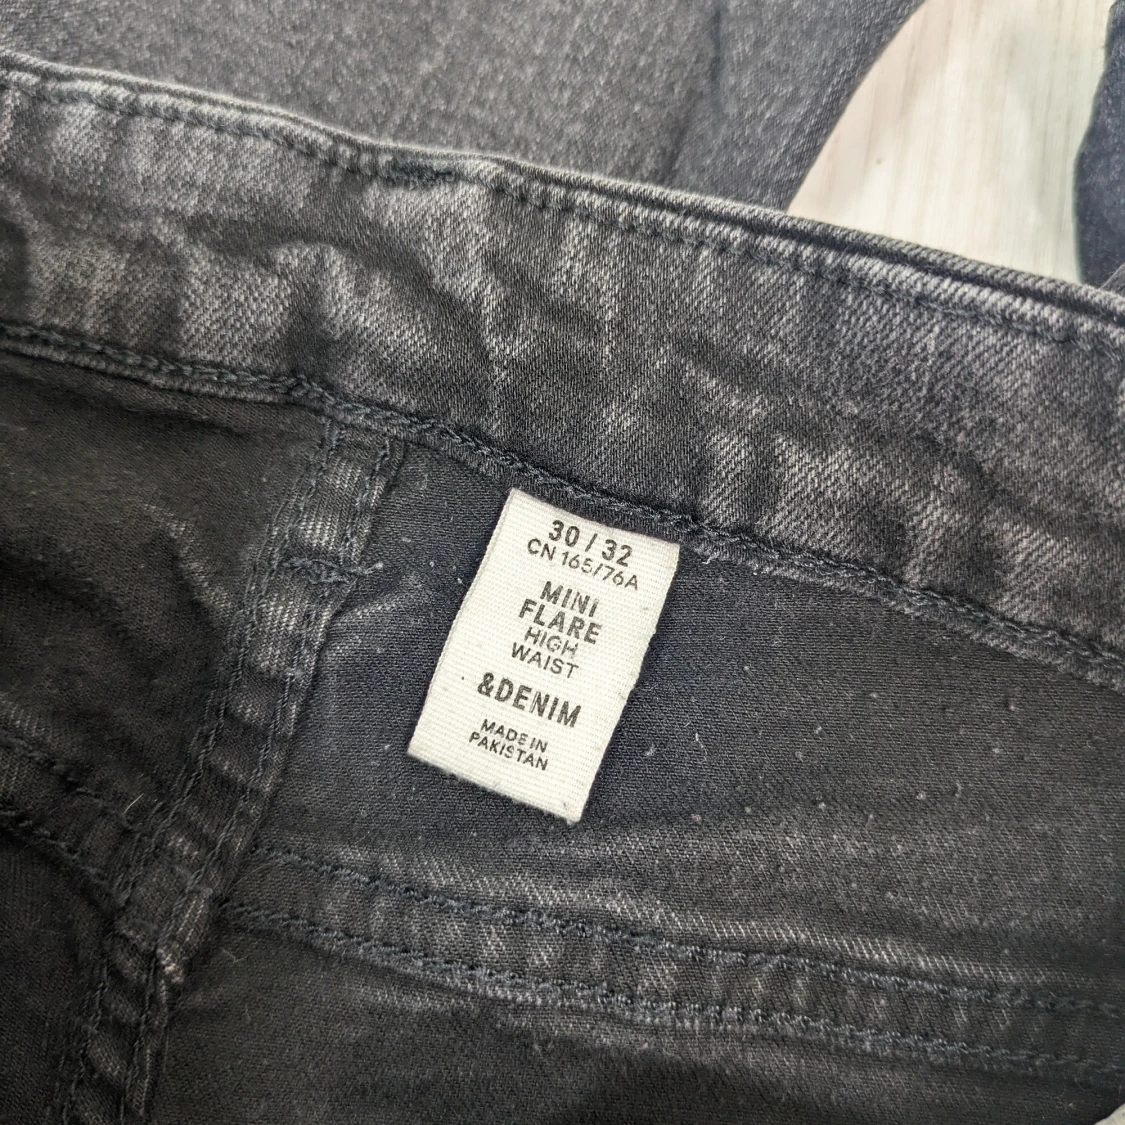 30 / 32
CN 165/76A
MINI
FLARE
HIGH
WAIST
&DENIM
MADE IN
PAKISTAN